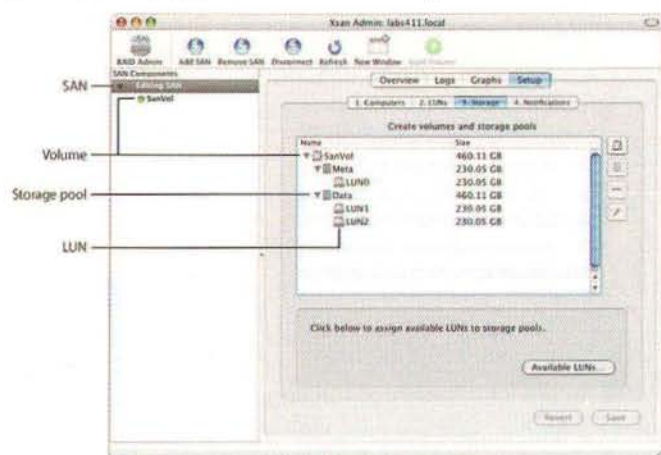 Xsan Admin: labs411.local
RAID Admin Add SAN Remove SAN Disconnect Refresh New Window
SAN Components
SAN
Editing SAN
SanVol
Overview Logs Graphs Setup
1. Computers 2. LUNs 3. Storage 4. Notifications
Create volumes and storage pools
Name Size
Volume
SanVol 460.11 GB
Meta 230.05 GB
LUN0 230.05 GB
Storage pool
Data 460.11 GB
LUN1 230.05 GB
LUN2 230.05 GB
LUN
Click below to assign available LUNs to storage pools.
Available LUNs...
Revert Save